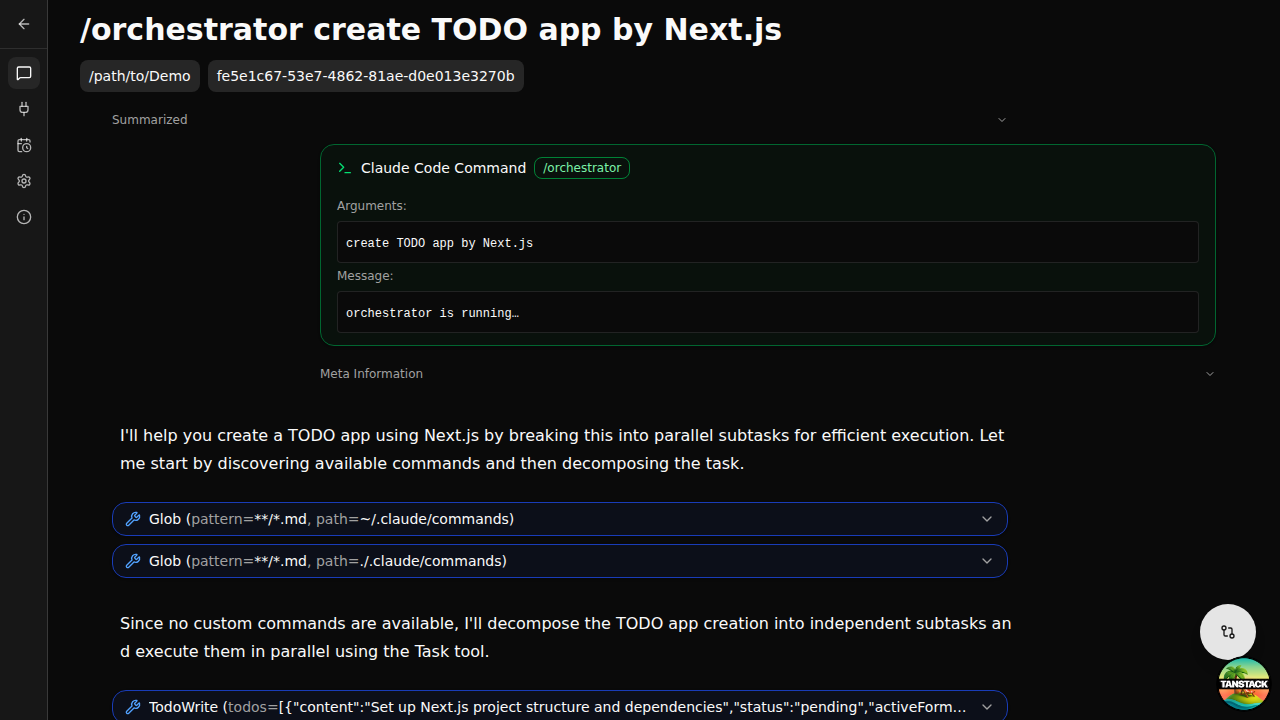 /orchestrator create TODO app by Next.js
/path/to/Demo
fe5e1c67-53e7-4862-81ae-d0e013e3270b
Summarized
Claude Code Command
/orchestrator
Arguments:
create TODO app by Next.js
Message:
orchestrator is running…
Meta Information
I'll help you create a TODO app using Next.js by breaking this into parallel subtasks for efficient execution. Let
me start by discovering available commands and then decomposing the task.
Glob (pattern=**/*.md, path=~/.claude/commands)
Glob (pattern=**/*.md, path=./.claude/commands)
Since no custom commands are available, I'll decompose the TODO app creation into independent subtasks an
d execute them in parallel using the Task tool.
TodoWrite (todos=[{"content":"Set up Next.js project structure and dependencies","status":"pending","activeForm…
TANSTACK